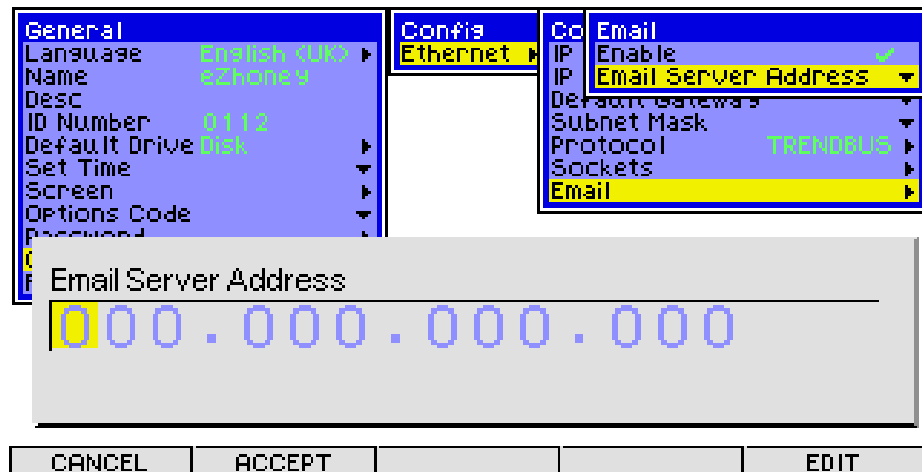 General
Language English (UK)
Name eZhoney
Desc
ID Number 0112
Default Drive Disk
Set Time
Screen
Options Code
Password
Config
Ethernet
Co
IP
IP
Default Gateway
Subnet Mask
Protocol TRENDBUS
Sockets
Email
Email
Enable
Email Server Address
Email Server Address
000.000.000.000
CANCEL ACCEPT EDIT